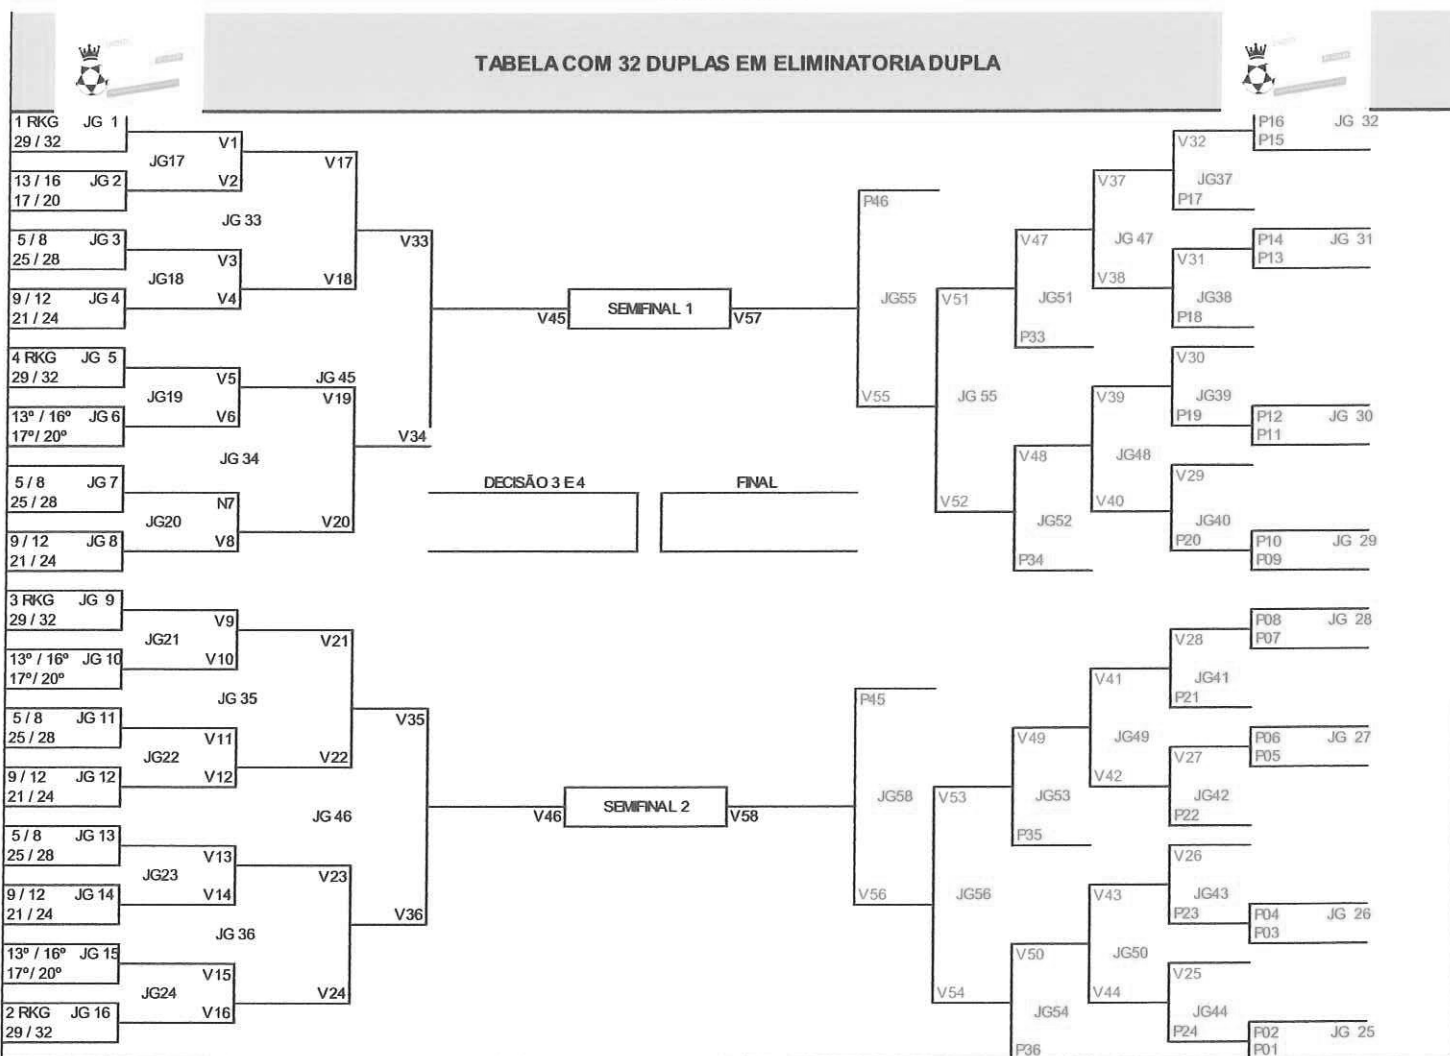 TABELA COM 32 DUPLAS EM ELIMINATORIA DUPLA
1 RKG JG 1
29 / 32
13 / 16 JG 2
17 / 20
5 / 8 JG 3
25 / 28
9 / 12 JG 4
21 / 24
4 RKG JG 5
29 / 32
13º / 16º JG 6
17º/ 20º
5 / 8 JG 7
25 / 28
9 / 12 JG 8
21 / 24
3 RKG JG 9
29 / 32
13º / 16º JG 10
17º/ 20º
5 / 8 JG 11
25 / 28
9 / 12 JG 12
21 / 24
5 / 8 JG 13
25 / 28
9 / 12 JG 14
21 / 24
13º / 16º JG 15
17º/ 20º
2 RKG JG 16
29 / 32
V1
JG17
V2
V3
JG18
V4
V5
JG19
V6
N7
JG20
V8
V9
JG21
V10
V11
JG22
V12
V13
JG23
V14
V15
JG24
V16
V17
JG 33
V18
JG 45
V19
JG 34
V20
V21
JG 35
V22
JG 46
V23
JG 36
V24
V33
V34
V35
V36
V45 SEMIFINAL 1 V57
DECISÃO 3 E 4
FINAL
V46 SEMIFINAL 2 V58
P46
JG55
V55
P45
JG58
V56
V51
JG 55
V52
V53
JG56
V54
V47
JG51
P33
V48
JG52
P34
V49
JG53
P35
V50
JG54
P36
V37
JG 47
V38
V39
JG48
V40
V41
JG49
V42
V43
JG50
V44
V32
JG37
P17
V31
JG38
P18
V30
JG39
P19
V29
JG40
P20
V28
JG41
P21
V27
JG42
P22
V26
JG43
P23
V25
JG44
P24
P16 JG 32
P15
P14 JG 31
P13
P12 JG 30
P11
P10 JG 29
P09
P08 JG 28
P07
P06 JG 27
P05
P04 JG 26
P03
P02 JG 25
P01